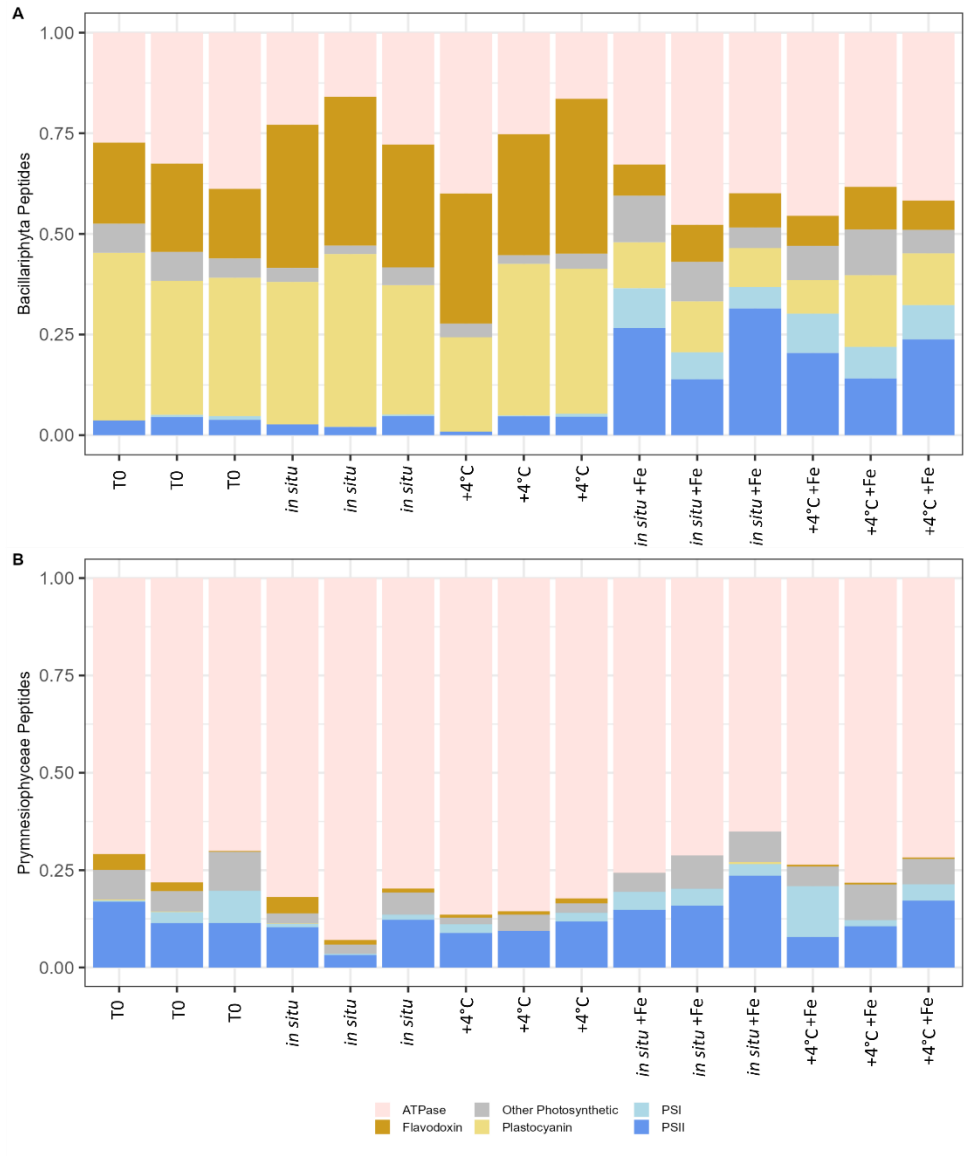 A
Bacillariphyta Peptides
1.00
0.75
0.50
0.25
0.00
T0 T0 T0 in situ in situ in situ +4°C +4°C +4°C in situ +Fe in situ +Fe in situ +Fe +4°C +Fe +4°C +Fe +4°C +Fe
B
Prymnesiophyceae Peptides
1.00
0.75
0.50
0.25
0.00
T0 T0 T0 in situ in situ in situ +4°C +4°C +4°C in situ +Fe in situ +Fe in situ +Fe +4°C+Fe +4°C +Fe +4°C +Fe
ATPase Other Photosynthetic PSI
Flavodoxin Plastocyanin PSII